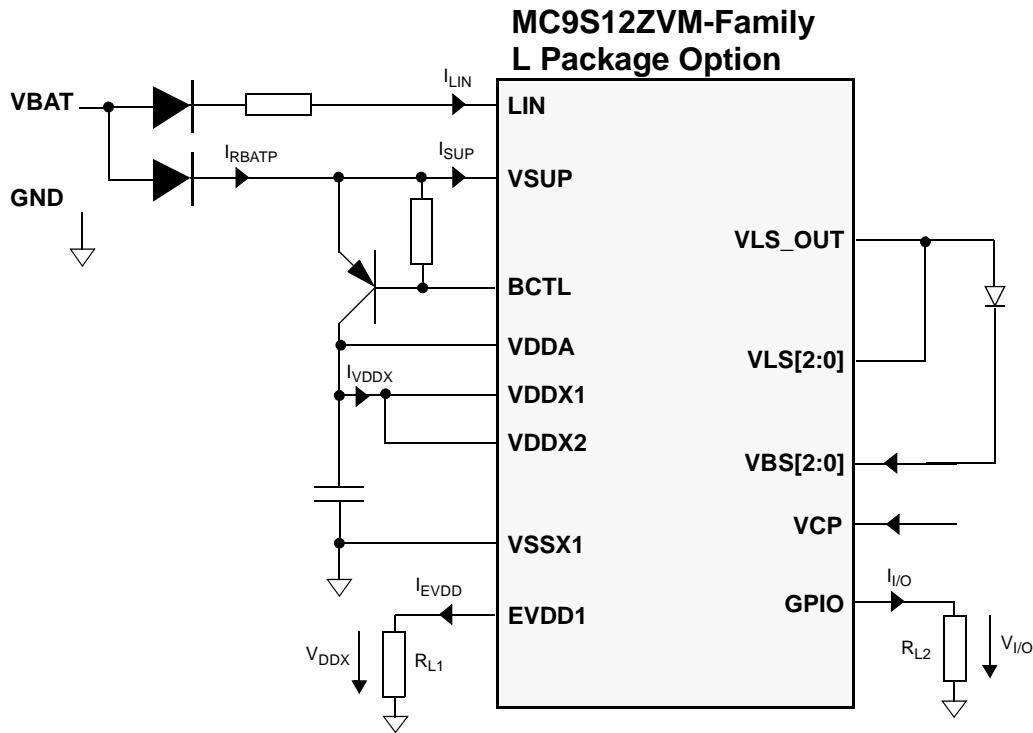 MC9S12ZVM-Family
L Package Option
VBAT
GND
I_LIN
LIN
I_RBATP
I_SUP
VSUP
BCTL
VDDA
I_VDDX
VDDX1
VDDX2
VSSX1
I_EVDD
EVDD1
V_DDX
R_L1
VLS_OUT
VLS[2:0]
VBS[2:0]
VCP
I_I/O
GPIO
R_L2
V_I/O